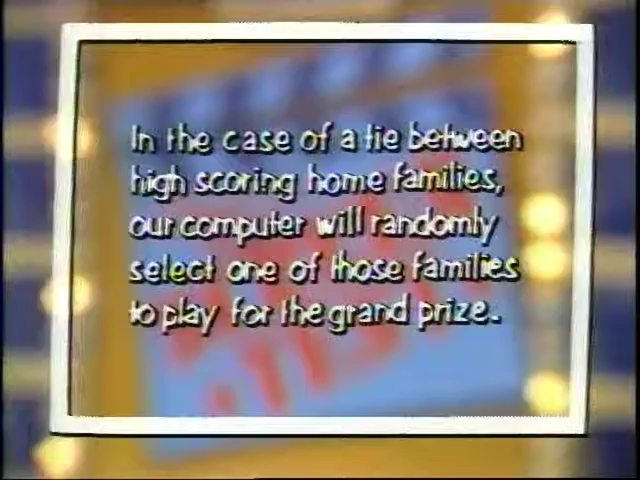 In the case of a tie between
high scoring home families,
our computer will randomly
select one of those families
to play for the grand prize.